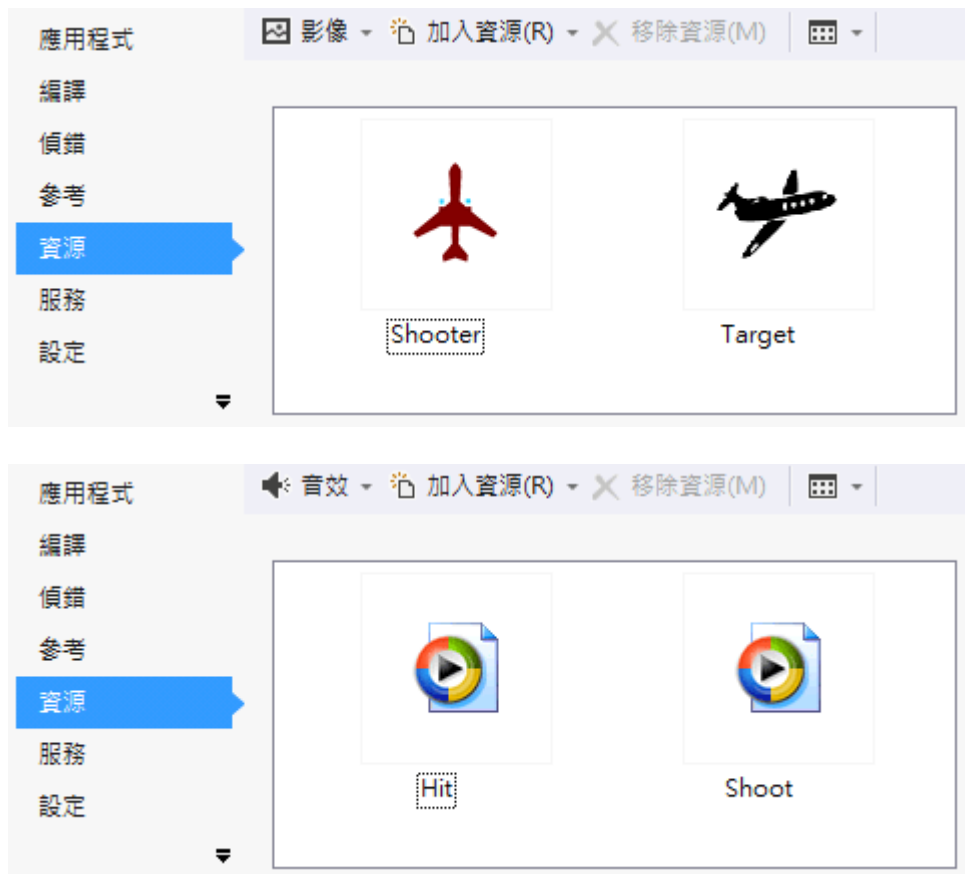 應用程式
編譯
偵錯
參考
資源
服務
設定
影像 加入資源(R) 移除資源(M)
Shooter Target
應用程式
編譯
偵錯
參考
資源
服務
設定
音效 加入資源(R) 移除資源(M)
Hit Shoot